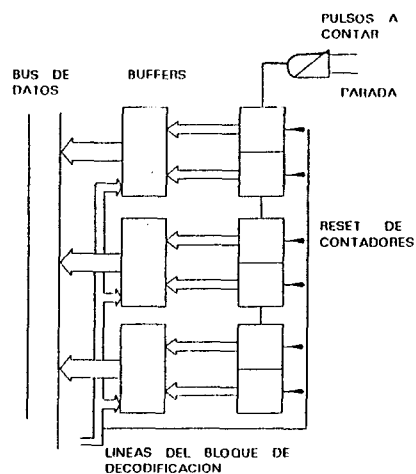 PULSOS A
CONTAR
BUS DE
DATOS
BUFFERS
PARADA
RESET DE
CONTADORES
LINEAS DEL BLOQUE DE
DECODIFICACION